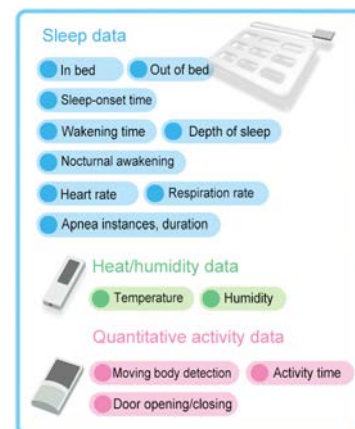 Sleep data
In bed Out of bed
Sleep-onset time
Wakening time Depth of sleep
Nocturnal awakening
Heart rate Respiration rate
Apnea instances, duration
Heat/humidity data
Temperature Humidity
Quantitative activity data
Moving body detection Activity time
Door opening/closing